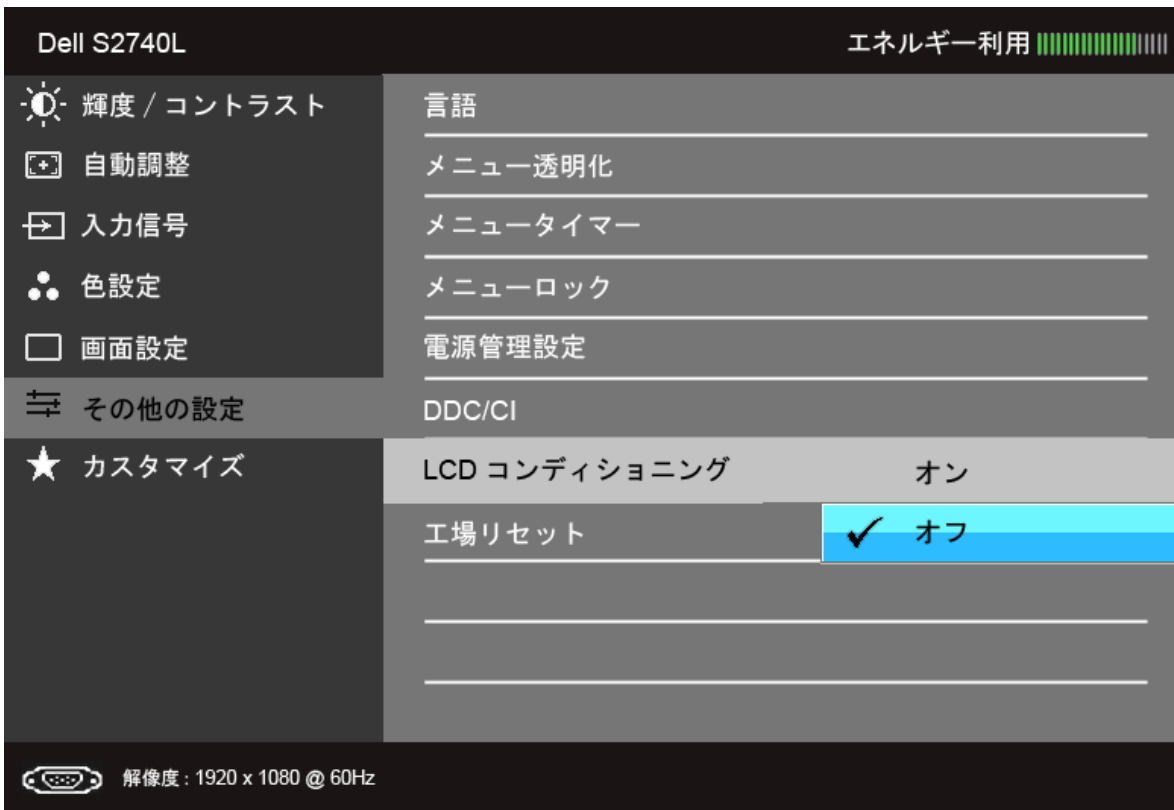 Dell S2740L
エネルギー利用
輝度 / コントラスト
自動調整
入力信号
色設定
画面設定
その他の設定
カスタマイズ
言語
メニュー透明化
メニュータイマー
メニューロック
電源管理設定
DDC/CI
LCD コンディショニング
オン
工場リセット
オフ
解像度 : 1920 x 1080 @ 60Hz